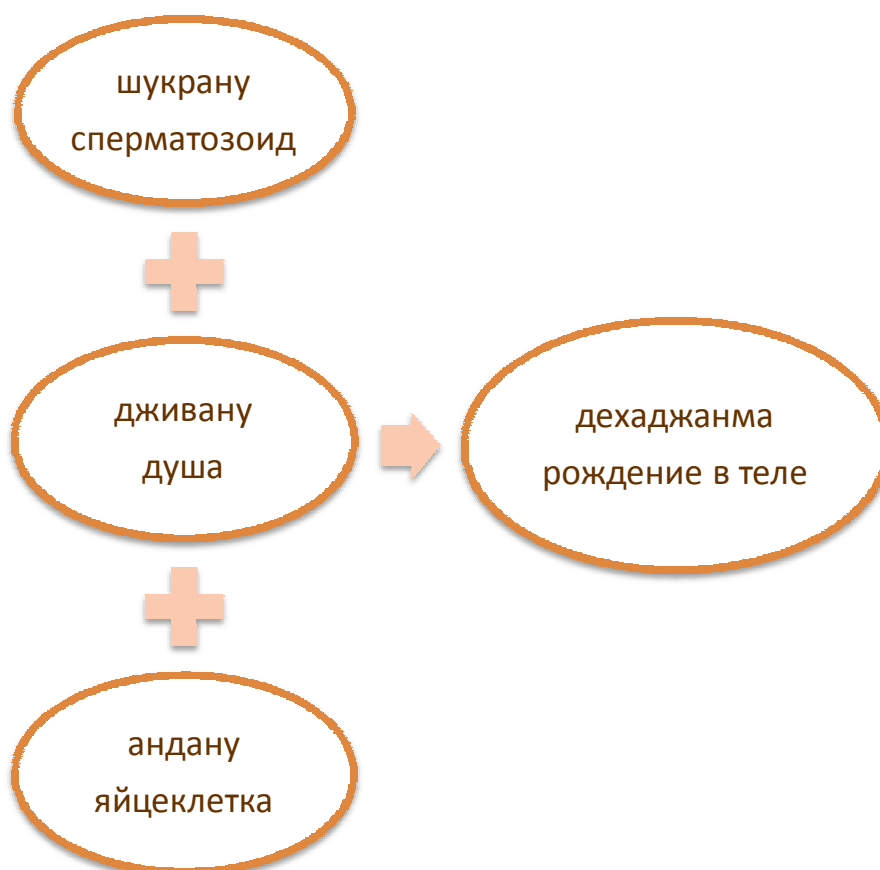 шукрану
сперматозоид
дживану
душа
дехаджанма
рождение в теле
андану
яйцеклетка